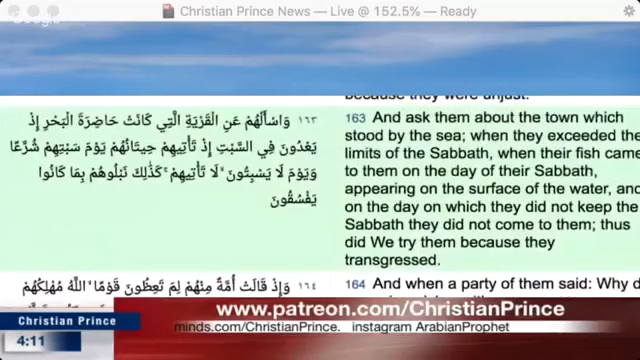 Christian Prince News — Live @ 152.5% — Ready
Google
because they were unjust.
١٦٣ وَاسْأَلْهُمْ عَنِ الْقَرْيَةِ الَّتِي كَانَتْ حَاضِرَةَ الْبَحْرِ إِذْ
يَعْدُونَ فِي السَّبْتِ إِذْ تَأْتِيهِمْ حِيتَانُهُمْ يَوْمَ سَبْتِهِمْ شُرَّعًا
وَيَوْمَ لَا يَسْبِتُونَ ۙ لَا تَأْتِيهِمْ ۚ كَذَٰلِكَ نَبْلُوهُمْ بِمَا كَانُوا
يَفْسُقُونَ
163 And ask them about the town which
stood by the sea; when they exceeded the
limits of the Sabbath, when their fish came
to them on the day of their Sabbath,
appearing on the surface of the water, and
on the day on which they did not keep the
Sabbath they did not come to them; thus
did We try them because they
transgressed.
١٦٤ وَإِذْ قَالَتْ أُمَّةٌ مِنْهُمْ لِمَ تَعِظُونَ قَوْمًا ۙ اللَّهُ مُهْلِكُهُمْ
164 And when a party of them said: Why d
www.patreon.com/ChristianPrince
Christian Prince
minds.com/ChristianPrince. instagram ArabianProphet
4:11